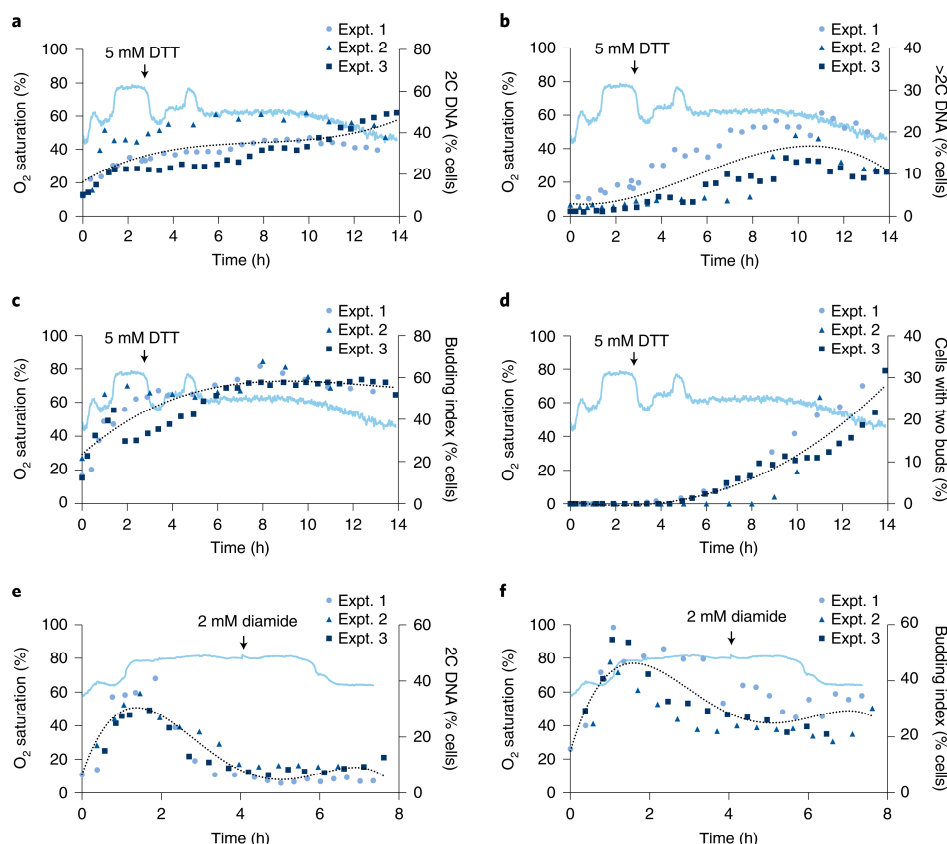 a
5 mM DTT
Expt. 1
Expt. 2
Expt. 3
O2 saturation (%)
100
80
60
40
20
0
80
60
40
20
0
2C DNA (% cells)
0 2 4 6 8 10 12 14
Time (h)
b
5 mM DTT
Expt. 1
Expt. 2
Expt. 3
O2 saturation (%)
100
80
60
40
20
0
40
30
20
10
0
>2C DNA (% cells)
0 2 4 6 8 10 12 14
Time (h)
c
5 mM DTT
Expt. 1
Expt. 2
Expt. 3
O2 saturation (%)
100
80
60
40
20
0
80
60
40
20
0
Budding index (% cells)
0 2 4 6 8 10 12 14
Time (h)
d
5 mM DTT
Expt. 1
Expt. 2
Expt. 3
O2 saturation (%)
100
80
60
40
20
0
40
30
20
10
0
Cells with two buds (%)
0 2 4 6 8 10 12 14
Time (h)
e
2 mM diamide
Expt. 1
Expt. 2
Expt. 3
O2 saturation (%)
100
80
60
40
20
0
60
40
20
0
2C DNA (% cells)
0 2 4 6 8
Time (h)
f
2 mM diamide
Expt. 1
Expt. 2
Expt. 3
O2 saturation (%)
100
80
60
40
20
0
60
40
20
0
Budding index (% cells)
0 2 4 6 8
Time (h)